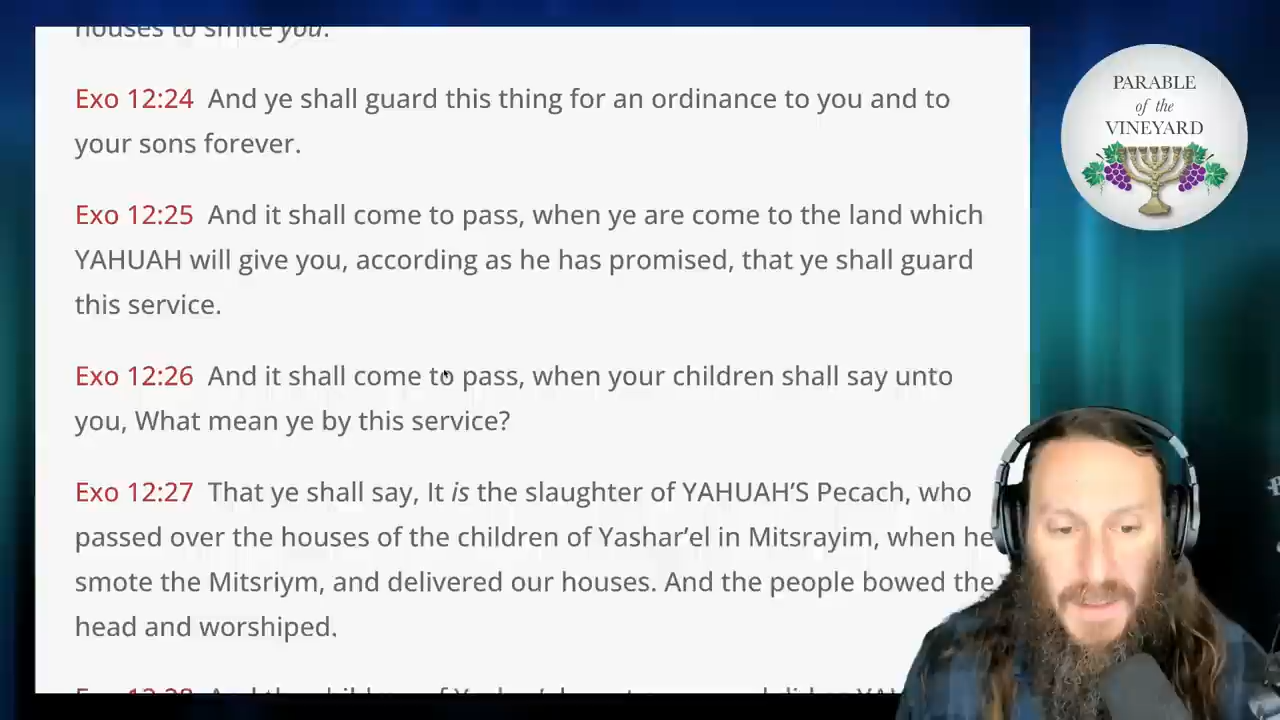 houses to smite you.
Exo 12:24 And ye shall guard this thing for an ordinance to you and to
your sons forever.
Exo 12:25 And it shall come to pass, when ye are come to the land which
YAHUAH will give you, according as he has promised, that ye shall guard
this service.
Exo 12:26 And it shall come to pass, when your children shall say unto
you, What mean ye by this service?
Exo 12:27 That ye shall say, It is the slaughter of YAHUAH'S Pecach, who
passed over the houses of the children of Yashar'el in Mitsrayim, when he
smote the Mitsriym, and delivered our houses. And the people bowed the
head and worshiped.
PARABLE
of the
VINEYARD